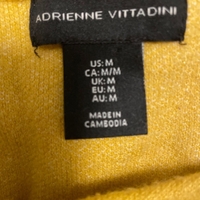 ADRIENNE VITTADINI
US: M
CA: M/M
UK: M
EU: M
AU: M
MADE IN
CAMBODIA